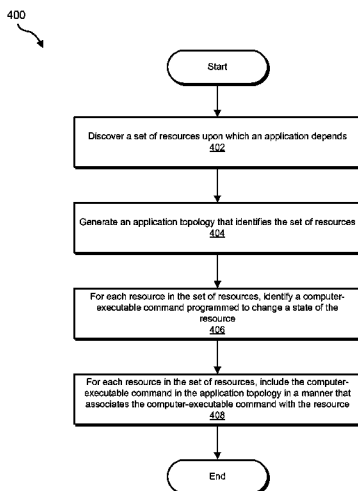 400
Start
Discover a set of resources upon which an application depends
402
Generate an application topology that identifies the set of resources
404
For each resource in the set of resources, identify a computer-
executable command programmed to change a state of the
resource
406
For each resource in the set of resources, include the computer-
executable command in the application topology in a manner that
associates the computer-executable command with the resource
408
End